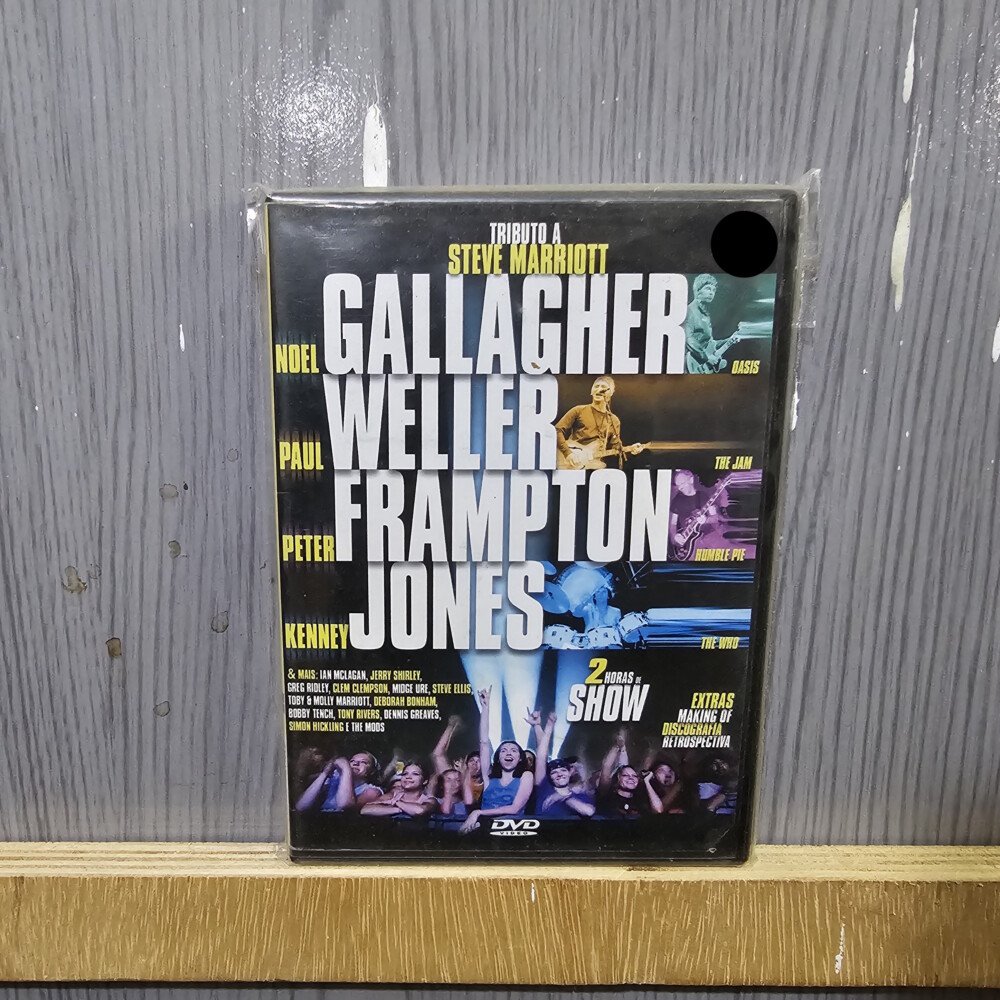 TRIBUTO A
STEVE MARRIOTT
NOEL GALLAGHER
OASIS
PAUL WELLER
THE JAM
PETER FRAMPTON
HUMBLE PIE
KENNEY JONES
THE WHO
& MAIS: IAN MCLAGAN, JERRY SHIRLEY,
GREG RIDLEY, CLEM CLEMPSON, MIDGE URE, STEVE ELLIS,
TOBY & MOLLY MARRIOTT, DEBORAH BONHAM,
BOBBY TENCH, TONY RIVERS, DENNIS GREAVES,
SIMON HICKLING E THE MODS
2 HORAS DE
SHOW
EXTRAS
MAKING OF
DISCOGRAFIA
RETROSPECTIVA
DVD
VIDEO